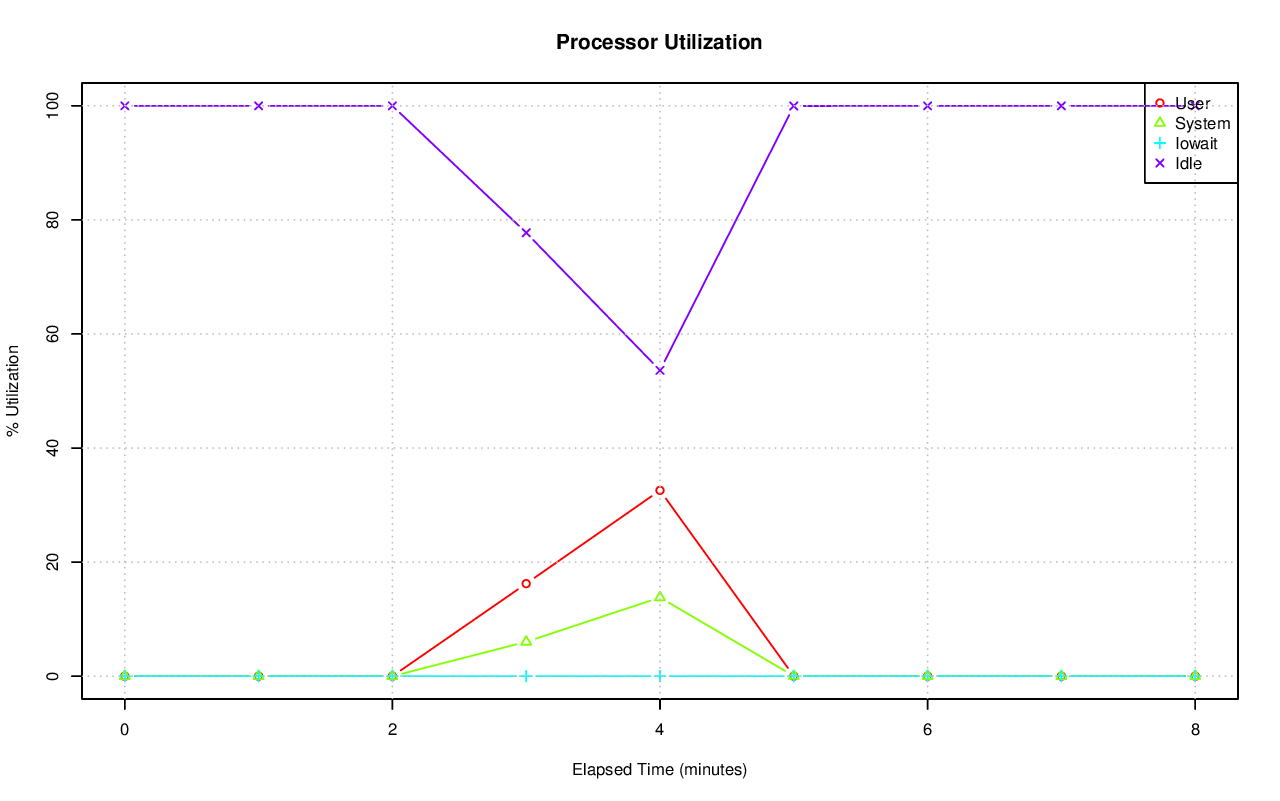 Processor Utilization
User
System
Iowait
Idle
% Utilization
100
80
60
40
20
0
0 2 4 6 8
Elapsed Time (minutes)